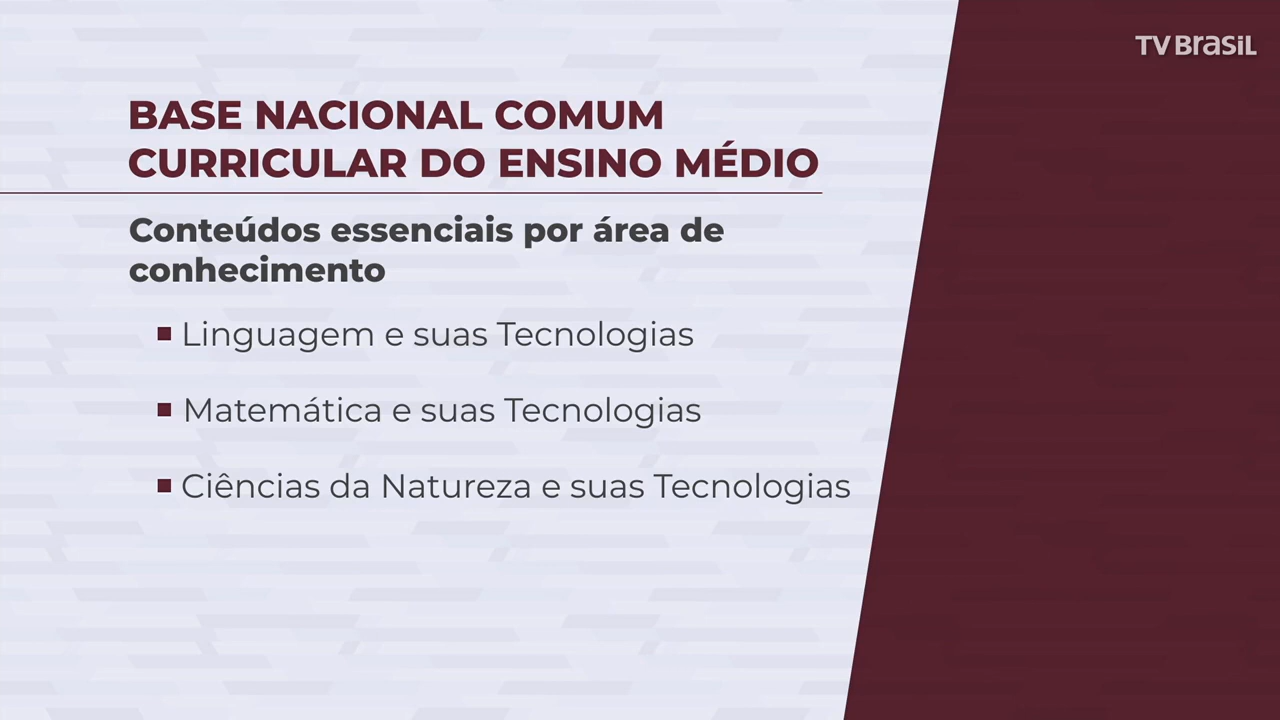 TV BRASIL
BASE NACIONAL COMUM
CURRICULAR DO ENSINO MÉDIO
Conteúdos essenciais por área de
conhecimento
Linguagem e suas Tecnologias
Matemática e suas Tecnologias
Ciências da Natureza e suas Tecnologias